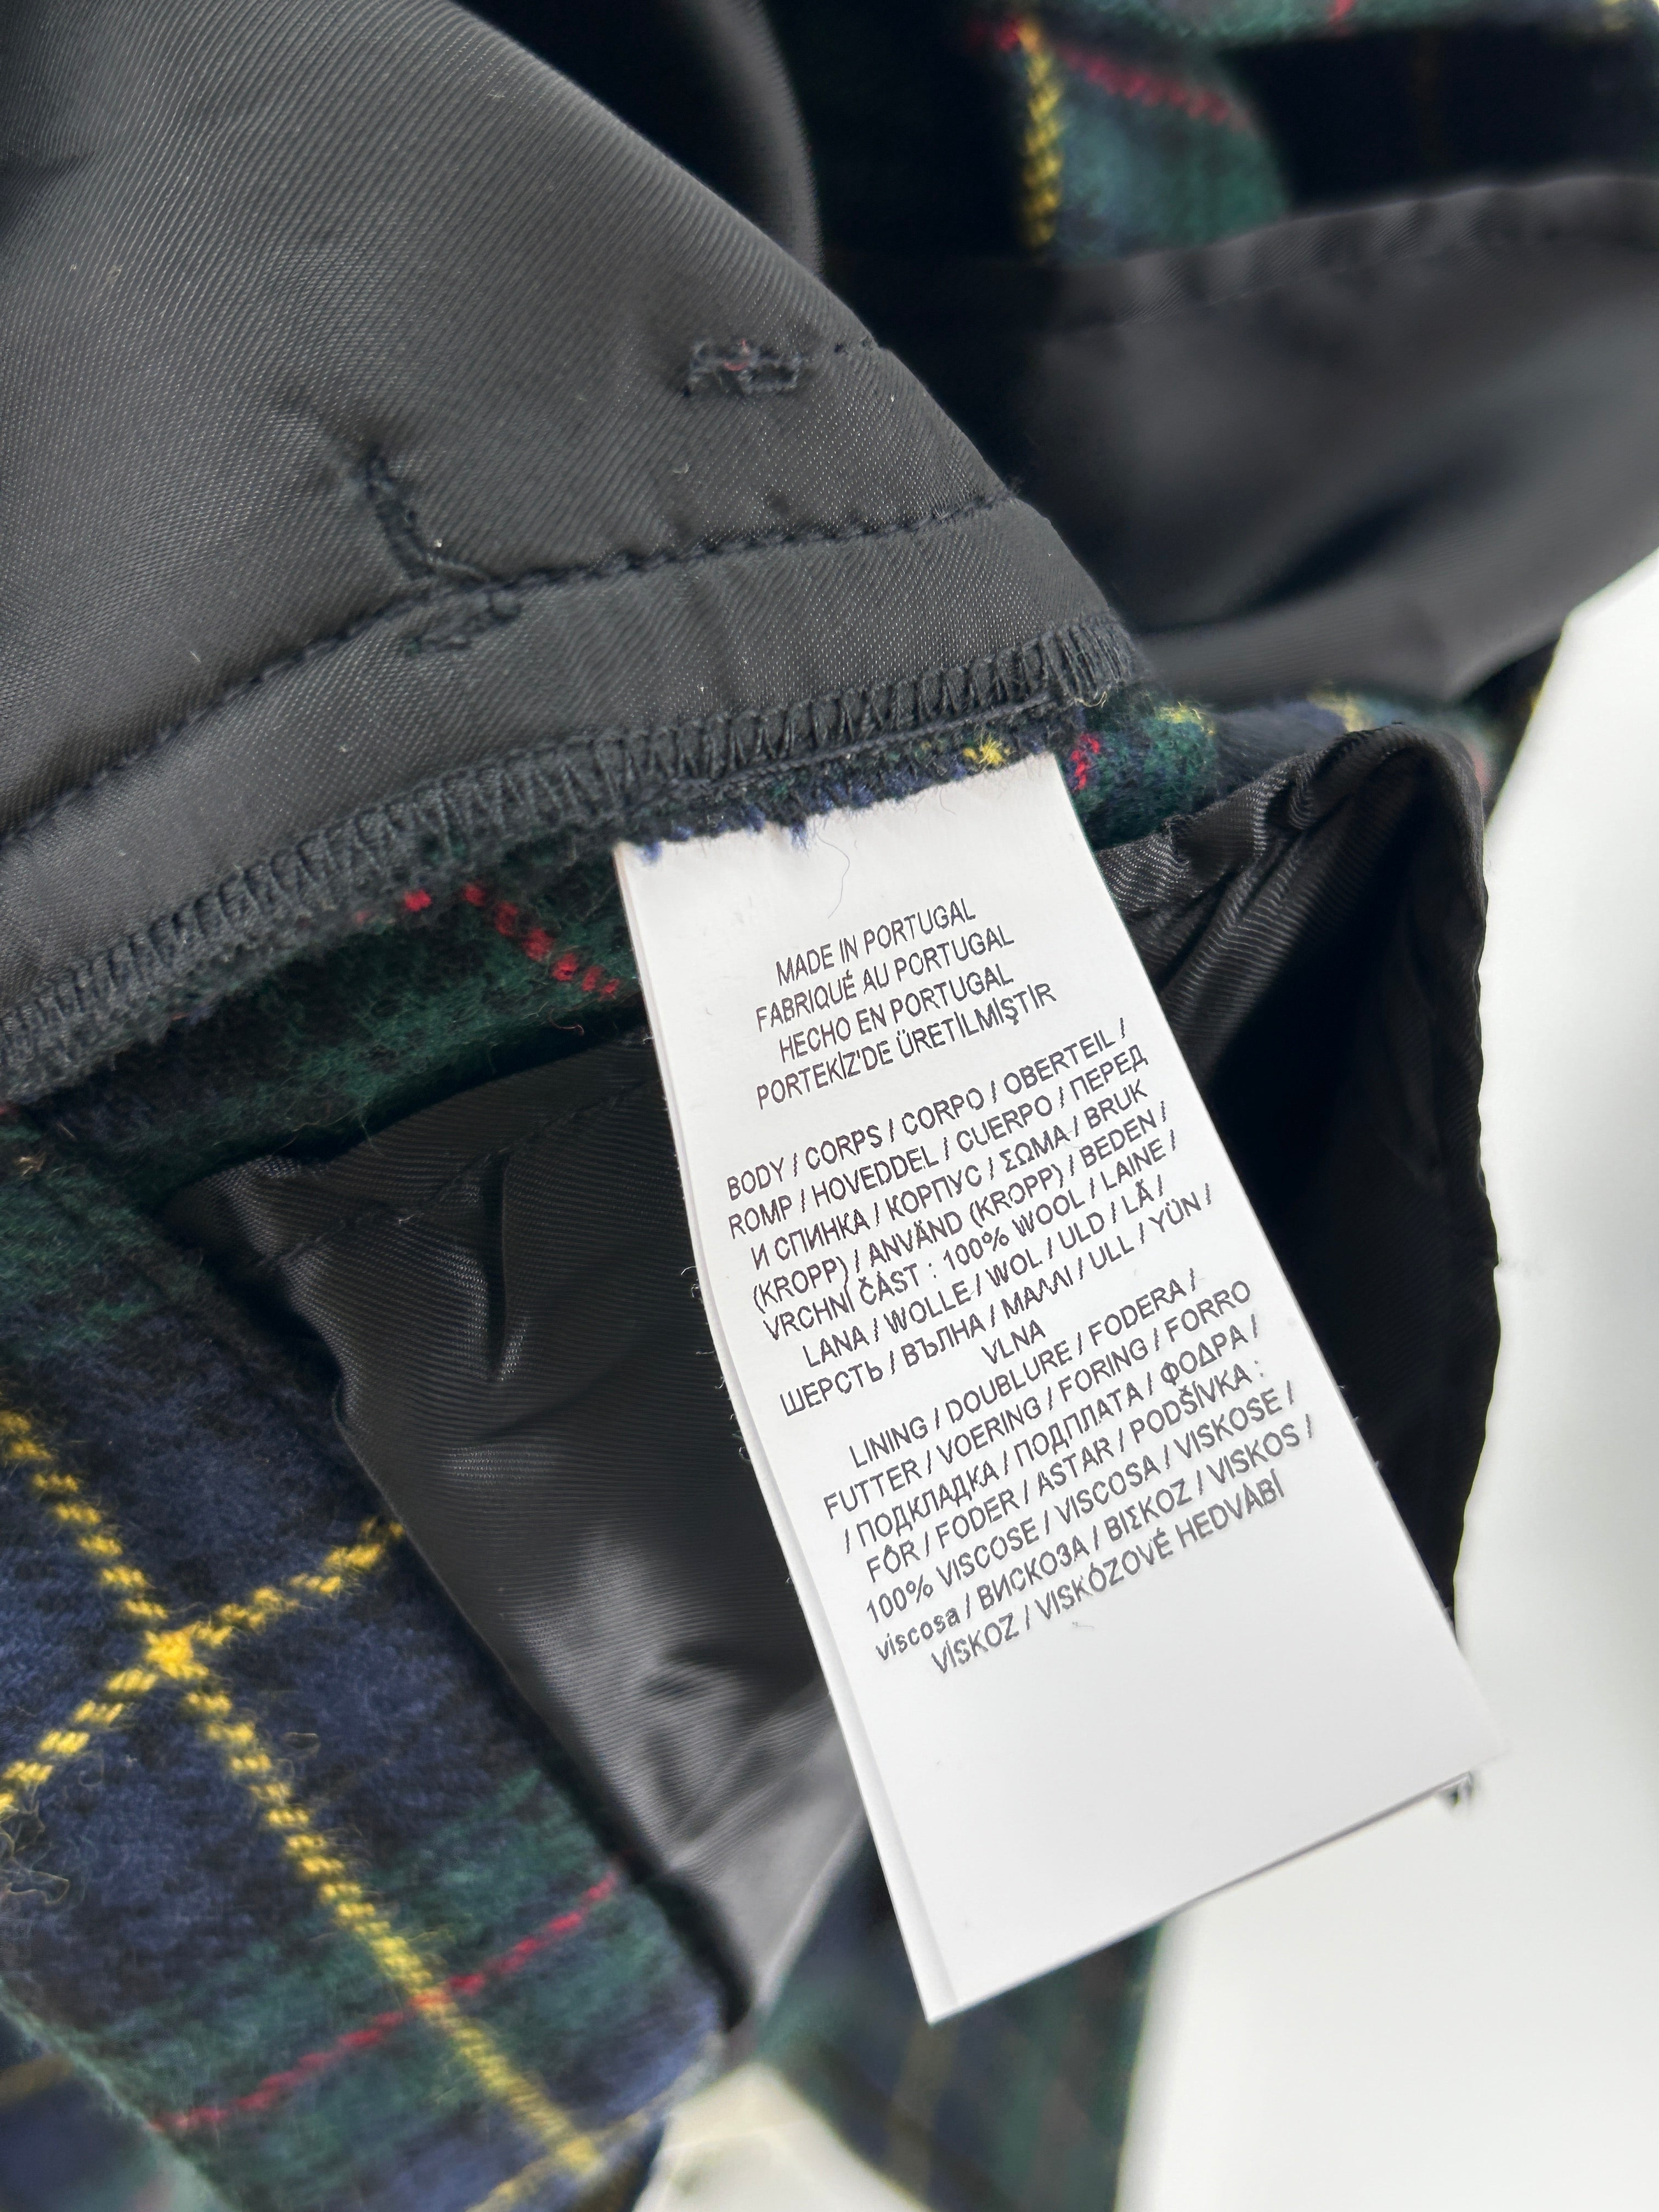 MADE IN PORTUGAL
FABRIQUÉ AU PORTUGAL
HECHO EN PORTUGAL
PORTEKİZ'DE ÜRETİLMİŞTİR
BODY / CORPS / CORPO / OBERTEIL /
ROMP / HOVEDDEL / CUERPO / ПЕРЕД
И СПИНКА / КОРПУС / ΣΩΜΑ / BRUK
(KROPP) / ANVÄND (KROPP) / BEDEN /
VRCHNÍ ČÁST : 100% WOOL / LAINE /
LANA / WOLLE / WOL / ULD / LÃ /
ШЕРСТЬ / ВЪЛНА / ΜΑΛΛΙ / ULL / YÜN /
VLNA
LINING / DOUBLURE / FODERA /
FUTTER / VOERING / FORING / FORRO
/ ПОДКЛАДКА / ПОДПЛАТА / ΦΟΔΡΑ /
FÔR / FODER / ASTAR / PODŠÍVKA :
100% VISCOSE / VISCOSA / VISKOSE /
viscosa / ВИСКОЗА / ΒΙΣΚΟΖ / VISKOS /
VİSKOZ / VISKÓZOVÉ HEDVÁBÍ